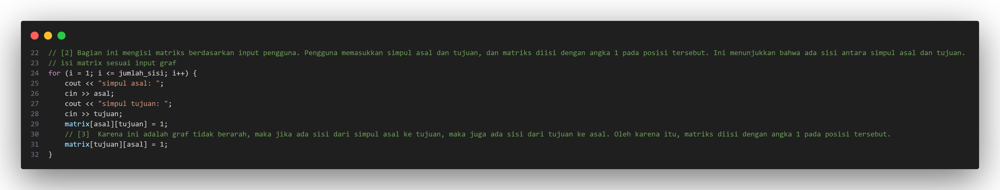 22 // [2] Bagian ini mengisi matriks berdasarkan input pengguna. Pengguna memasukkan simpul asal dan tujuan, dan matriks diisi dengan angka 1 pada posisi tersebut. Ini menunjukkan bahwa ada sisi antara simpul asal dan tujuan.
23 // isi matrix sesuai input graf
24 for (i = 1; i <= jumlah_sisi; i++) {
25     cout << "simpul asal: ";
26     cin >> asal;
27     cout << "simpul tujuan: ";
28     cin >> tujuan;
29     matrix[asal][tujuan] = 1;
30     // [3]  Karena ini adalah graf tidak berarah, maka jika ada sisi dari simpul asal ke tujuan, maka juga ada sisi dari tujuan ke asal. Oleh karena itu, matriks diisi dengan angka 1 pada posisi tersebut.
31     matrix[tujuan][asal] = 1;
32 }